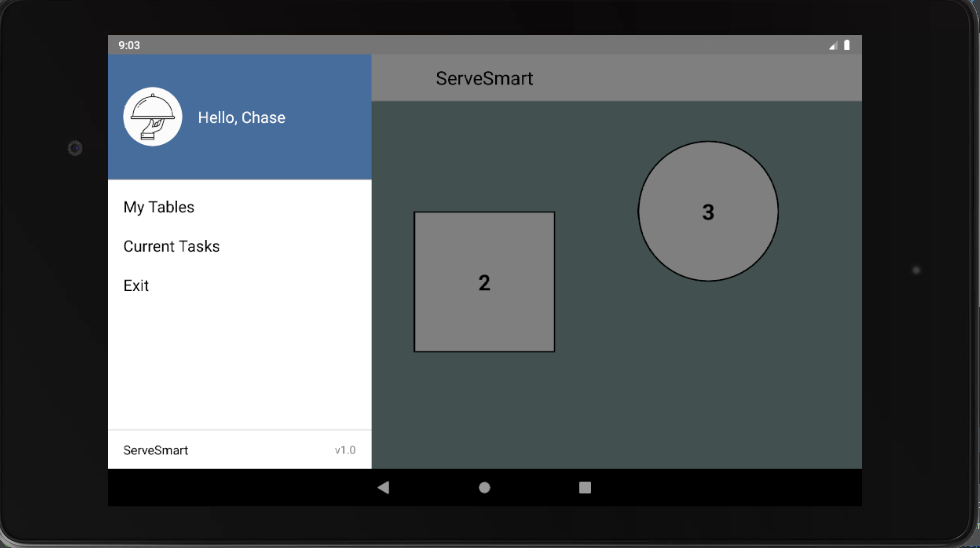 9:03
Hello, Chase
ServeSmart
My Tables
Current Tasks
Exit
2
3
ServeSmart v1.0